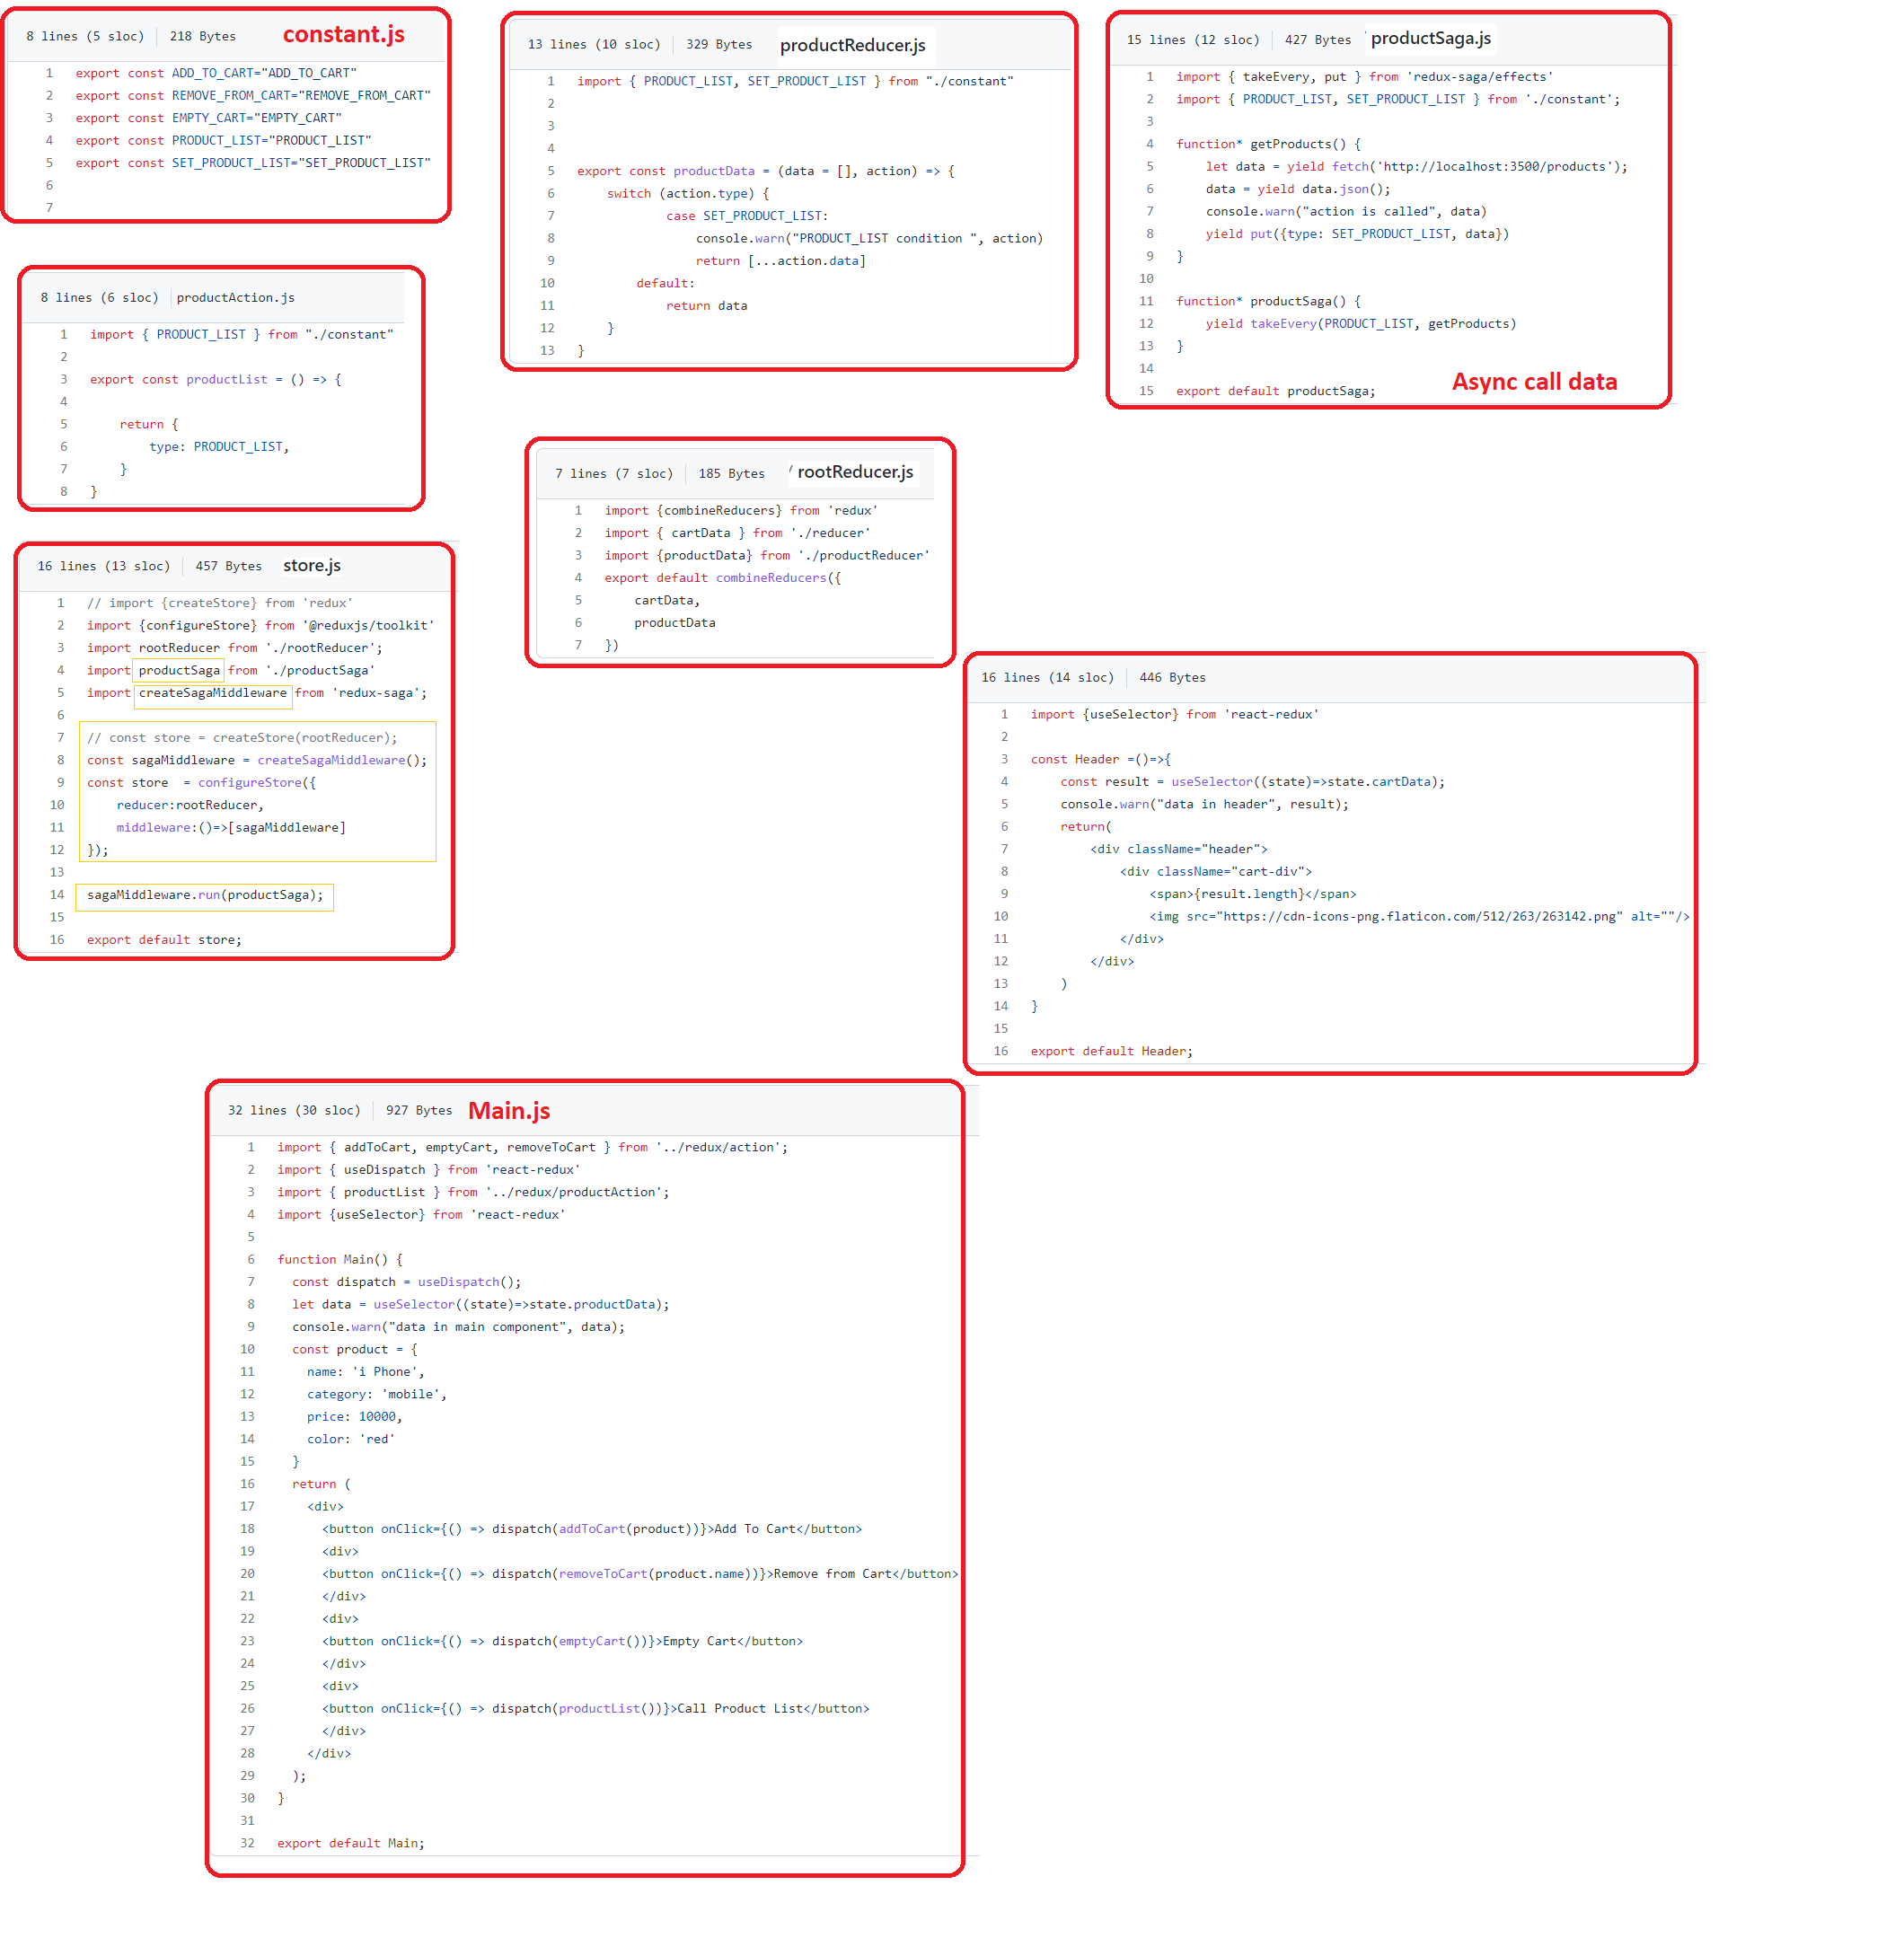 8 lines (5 sloc) 218 Bytes constant.js
1 export const ADD_TO_CART="ADD_TO_CART"
2 export const REMOVE_FROM_CART="REMOVE_FROM_CART"
3 export const EMPTY_CART="EMPTY_CART"
4 export const PRODUCT_LIST="PRODUCT_LIST"
5 export const SET_PRODUCT_LIST="SET_PRODUCT_LIST"
6
7
13 lines (10 sloc) 329 Bytes productReducer.js
1 import { PRODUCT_LIST, SET_PRODUCT_LIST } from "./constant"
2
3
4
5 export const productData = (data = [], action) => {
6 switch (action.type) {
7 case SET_PRODUCT_LIST:
8 console.warn("PRODUCT_LIST condition ", action)
9 return [...action.data]
10 default:
11 return data
12 }
13 }
15 lines (12 sloc) 427 Bytes productSaga.js
1 import { takeEvery, put } from 'redux-saga/effects'
2 import { PRODUCT_LIST, SET_PRODUCT_LIST } from './constant';
3
4 function* getProducts() {
5 let data = yield fetch('http://localhost:3500/products');
6 data = yield data.json();
7 console.warn("action is called", data)
8 yield put({type: SET_PRODUCT_LIST, data})
9 }
10
11 function* productSaga() {
12 yield takeEvery(PRODUCT_LIST, getProducts)
13 }
14
15 export default productSaga;
Async call data
8 lines (6 sloc) productAction.js
1 import { PRODUCT_LIST } from "./constant"
2
3 export const productList = () => {
4
5 return {
6 type: PRODUCT_LIST,
7 }
8 }
7 lines (7 sloc) 185 Bytes / rootReducer.js
1 import {combineReducers} from 'redux'
2 import { cartData } from './reducer'
3 import {productData} from './productReducer'
4 export default combineReducers({
5 cartData,
6 productData
7 })
16 lines (13 sloc) 457 Bytes store.js
1 // import {createStore} from 'redux'
2 import {configureStore} from '@reduxjs/toolkit'
3 import rootReducer from './rootReducer';
4 import productSaga from './productSaga'
5 import createSagaMiddleware from 'redux-saga';
6
7 // const store = createStore(rootReducer);
8 const sagaMiddleware = createSagaMiddleware();
9 const store = configureStore({
10 reducer:rootReducer,
11 middleware:()=>[sagaMiddleware]
12 });
13
14 sagaMiddleware.run(productSaga);
15
16 export default store;
16 lines (14 sloc) 446 Bytes
1 import {useSelector} from 'react-redux'
2
3 const Header =()=>{
4 const result = useSelector((state)=>state.cartData);
5 console.warn("data in header", result);
6 return(
7 <div className="header">
8 <div className="cart-div">
9 <span>{result.length}</span>
10 <img src="https://cdn-icons-png.flaticon.com/512/263/263142.png" alt=""/>
11 </div>
12 </div>
13 )
14 }
15
16 export default Header;
32 lines (30 sloc) 927 Bytes Main.js
1 import { addToCart, emptyCart, removeToCart } from '../redux/action';
2 import { useDispatch } from 'react-redux'
3 import { productList } from '../redux/productAction';
4 import {useSelector} from 'react-redux'
5
6 function Main() {
7 const dispatch = useDispatch();
8 let data = useSelector((state)=>state.productData);
9 console.warn("data in main component", data);
10 const product = {
11 name: 'i Phone',
12 category: 'mobile',
13 price: 10000,
14 color: 'red'
15 }
16 return (
17 <div>
18 <button onClick={() => dispatch(addToCart(product))}>Add To Cart</button>
19 <div>
20 <button onClick={() => dispatch(removeToCart(product.name))}>Remove from Cart</button>
21 </div>
22 <div>
23 <button onClick={() => dispatch(emptyCart())}>Empty Cart</button>
24 </div>
25 <div>
26 <button onClick={() => dispatch(productList())}>Call Product List</button>
27 </div>
28 </div>
29 );
30 }
31
32 export default Main;